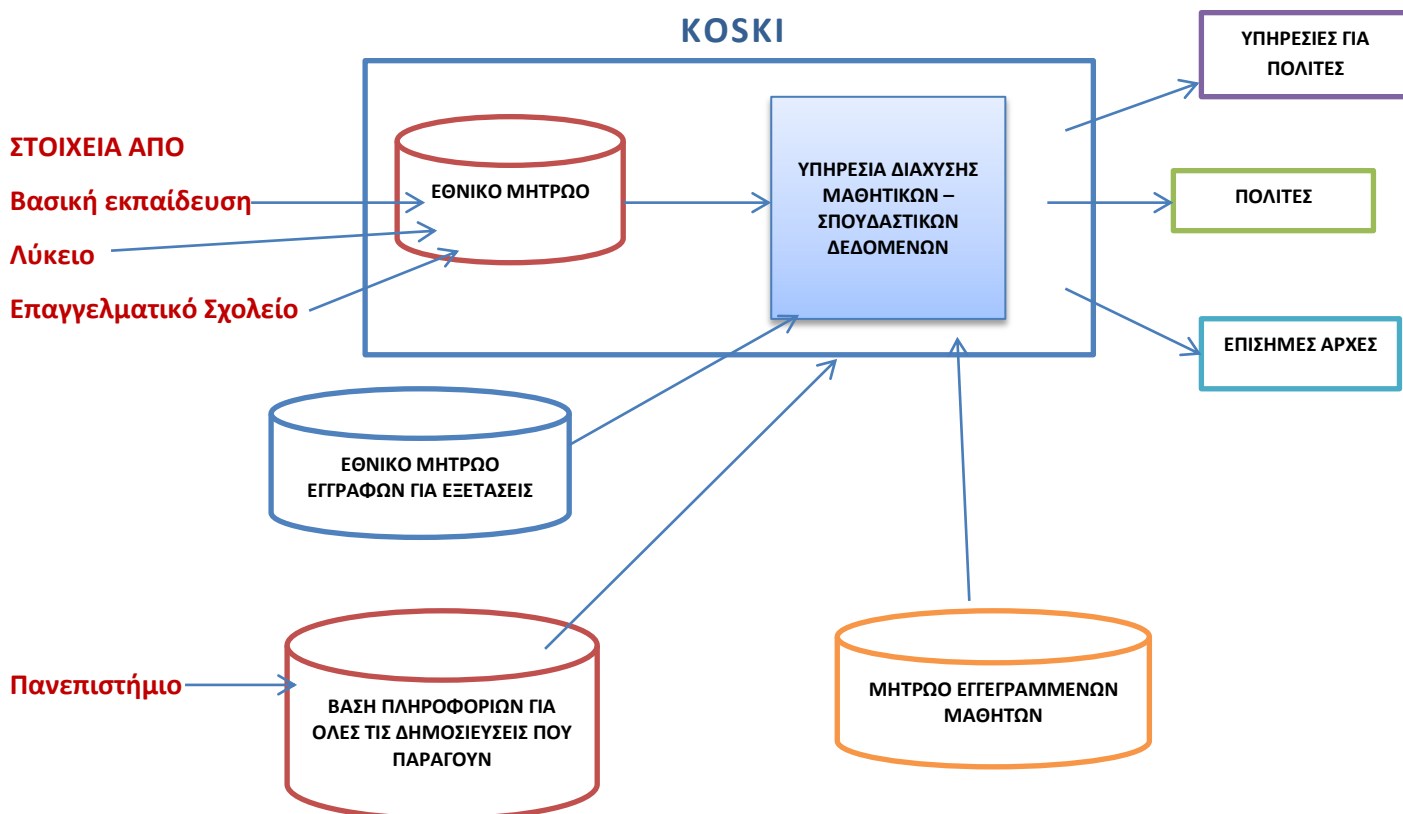 KOSKI
ΣΤΟΙΧΕΙΑ ΑΠΟ
Βασική εκπαίδευση
Λύκειο
Επαγγελματικό Σχολείο
ΕΘΝΙΚΟ ΜΗΤΡΩΟ
ΥΠΗΡΕΣΙΑ ΔΙΑΧΥΣΗΣ
ΜΑΘΗΤΙΚΩΝ –
ΣΠΟΥΔΑΣΤΙΚΩΝ
ΔΕΔΟΜΕΝΩΝ
ΥΠΗΡΕΣΙΕΣ ΓΙΑ
ΠΟΛΙΤΕΣ
ΠΟΛΙΤΕΣ
ΕΠΙΣΗΜΕΣ ΑΡΧΕΣ
ΕΘΝΙΚΟ ΜΗΤΡΩΟ
ΕΓΓΡΑΦΩΝ ΓΙΑ ΕΞΕΤΑΣΕΙΣ
Πανεπιστήμιο
ΒΑΣΗ ΠΛΗΡΟΦΟΡΙΩΝ ΓΙΑ
ΟΛΕΣ ΤΙΣ ΔΗΜΟΣΙΕΥΣΕΙΣ ΠΟΥ
ΠΑΡΑΓΟΥΝ
ΜΗΤΡΩΟ ΕΓΓΕΓΡΑΜΜΕΝΩΝ
ΜΑΘΗΤΩΝ